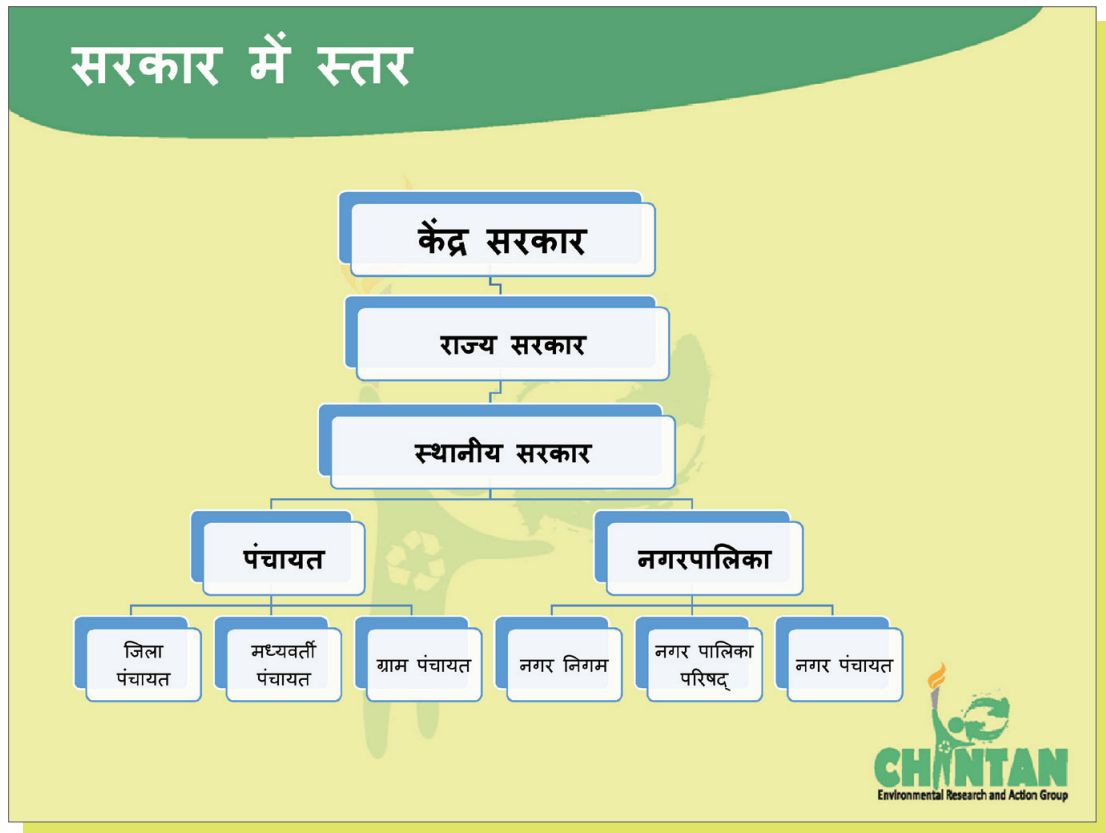 सरकार में स्तर
केंद्र सरकार
राज्य सरकार
स्थानीय सरकार
पंचायत
नगरपालिका
जिला
पंचायत
मध्यवर्ती
पंचायत
ग्राम पंचायत
नगर निगम
नगर पालिका
परिषद्
नगर पंचायत
CHINTAN
Environmental Research and Action Group